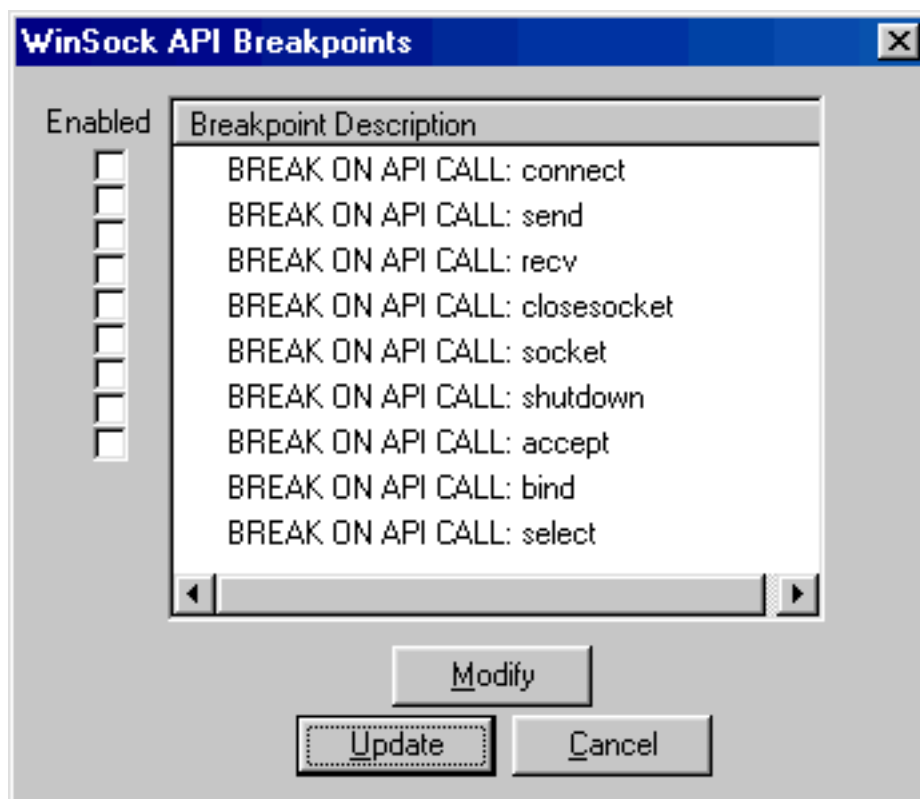 WinSock API Breakpoints
Enabled
Breakpoint Description
BREAK ON API CALL: connect
BREAK ON API CALL: send
BREAK ON API CALL: recv
BREAK ON API CALL: closesocket
BREAK ON API CALL: socket
BREAK ON API CALL: shutdown
BREAK ON API CALL: accept
BREAK ON API CALL: bind
BREAK ON API CALL: select
Modify
Update
Cancel